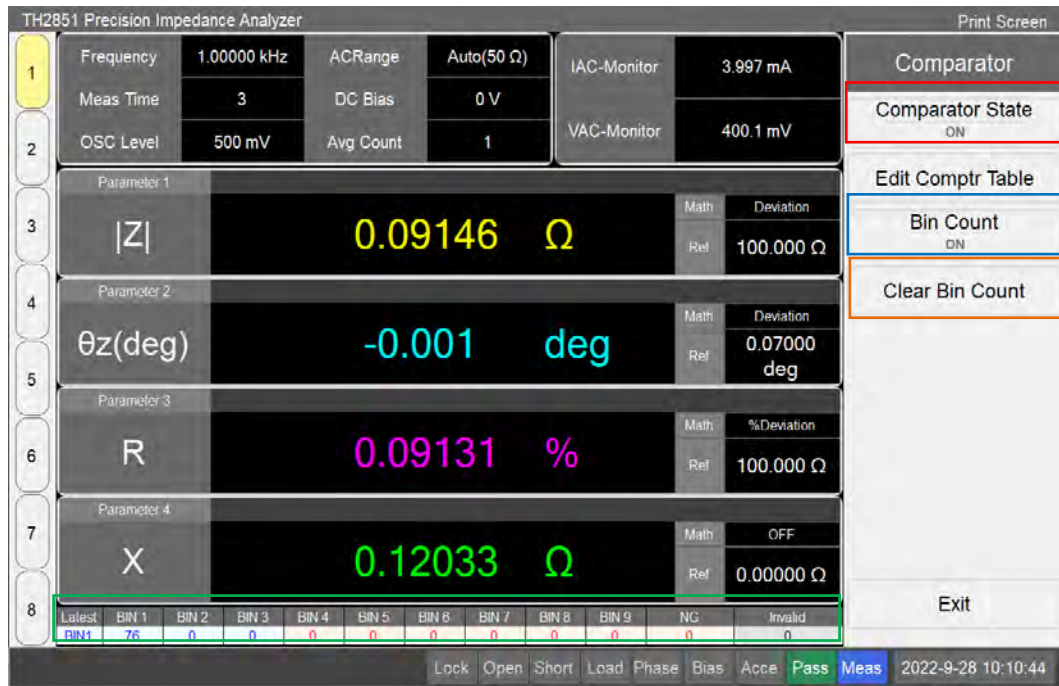 TH2851 Precision Impedance Analyzer Print Screen
1
2
3
4
5
6
7
8
Frequency 1.00000 kHz ACRange Auto(50 Ω)
Meas Time 3 DC Bias 0 V
OSC Level 500 mV Avg Count 1
IAC-Monitor 3.997 mA
VAC-Monitor 400.1 mV
Parameter 1
|Z| 0.09146 Ω
Math Deviation
Ref 100.000 Ω
Parameter 2
θz(deg) -0.001 deg
Math Deviation
Ref 0.07000 deg
Parameter 3
R 0.09131 %
Math %Deviation
Ref 100.000 Ω
Parameter 4
X 0.12033 Ω
Math OFF
Ref 0.00000 Ω
Latest BIN 1 BIN 2 BIN 3 BIN 4 BIN 5 BIN 6 BIN 7 BIN 8 BIN 9 NG Invalid
BIN1 76 0 0 0 0 0 0 0 0 0 0
Comparator
Comparator State
ON
Edit Comptr Table
Bin Count
ON
Clear Bin Count
Exit
Lock Open Short Load Phase Bias Acce Pass Meas 2022-9-28 10:10:44